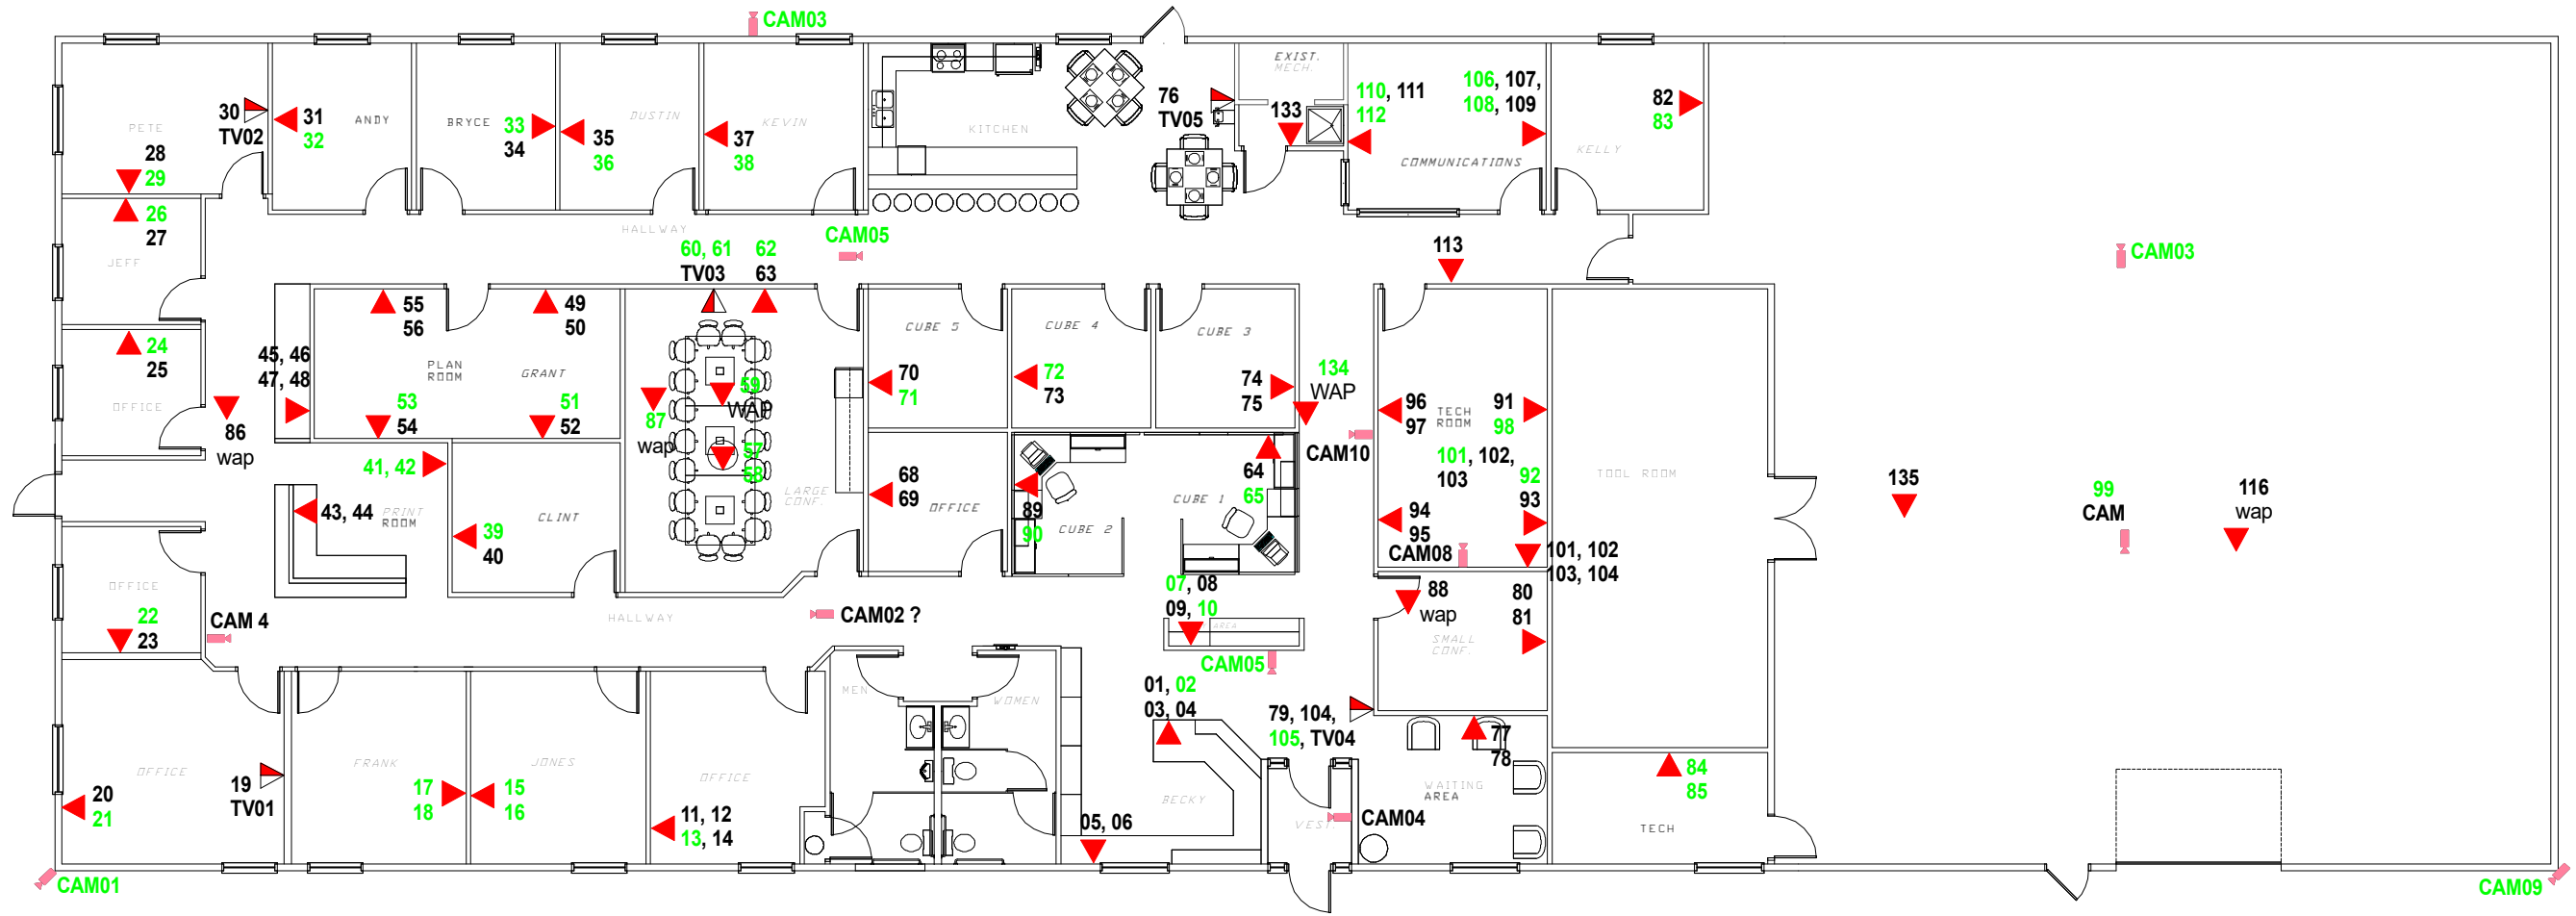 CAM03
PETE
30
TV02
31
32
ANDY
BRYCE
33
34
DUSTIN
35
36
KEVIN
37
38
KITCHEN
76
TV05
EXIST.
MECH.
133
110, 111
112
106, 107,
108, 109
COMMUNICATIONS
KELLY
82
83
28
29
26
27
JEFF
HALLWAY
60, 61
TV03
62
63
CAM05
113
CAM03
24
25
OFFICE
45, 46
47, 48
86
wap
55
56
49
50
PLAN
ROOM
GRANT
53
54
51
52
59
WAP
87
wap
57
58
LARGE
CONF.
CUBE 5
70
71
CUBE 4
72
73
CUBE 3
74
75
134
WAP
CAM10
96
97
TECH
ROOM
91
98
101, 102,
103
92
93
94
95
CAM08
101, 102
103, 104
TOOL ROOM
135
99
CAM
116
wap
41, 42
43, 44
PRINT
ROOM
39
40
CLINT
68
69
OFFICE
89
90
CUBE 2
CUBE 1
64
65
OFFICE
22
23
CAM 4
HALLWAY
CAM02 ?
07, 08
09, 10
AREA
CAM05
88
wap
80
81
SMALL
CONF.
MEN
WOMEN
01, 02
03, 04
79, 104,
105, TV04
77
78
OFFICE
20
21
19
TV01
FRANK
17
18
JONES
15
16
OFFICE
11, 12
13, 14
BECKY
05, 06
VEST.
CAM04
WAITING
AREA
84
85
TECH
CAM01
CAM09